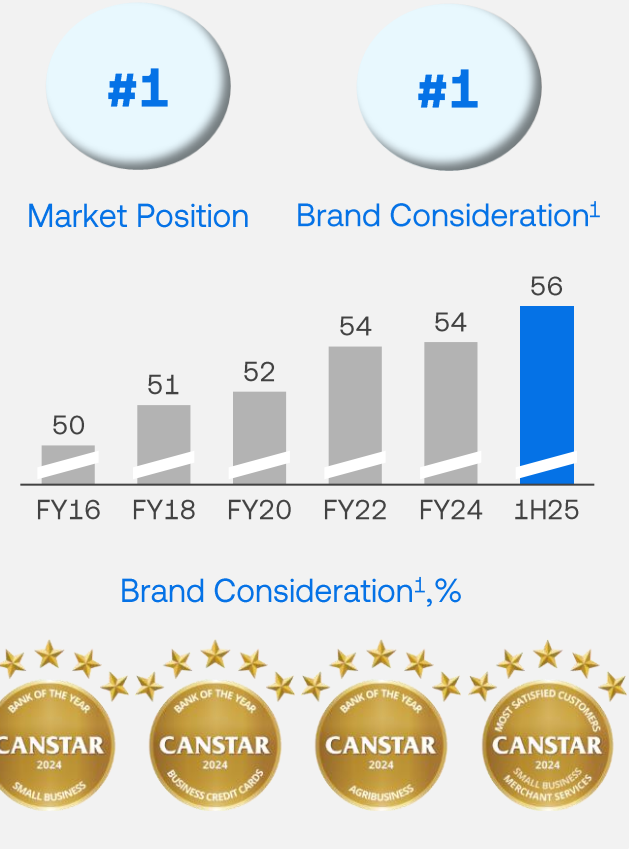 #1 #1
Market Position Brand Consideration¹
56
54 54
52
51
50
FY16 FY18 FY20 FY22 FY24 1H25
Brand Consideration¹,%
BANK OF THE YEAR
CANSTAR
2024
SMALL BUSINESS
BANK OF THE YEAR
CANSTAR
2024
BUSINESS CREDIT CARDS
BANK OF THE YEAR
CANSTAR
2024
AGRIBUSINESS
MOST SATISFIED CUSTOMERS
CANSTAR
2024
SMALL BUSINESS
MERCHANT SERVICES